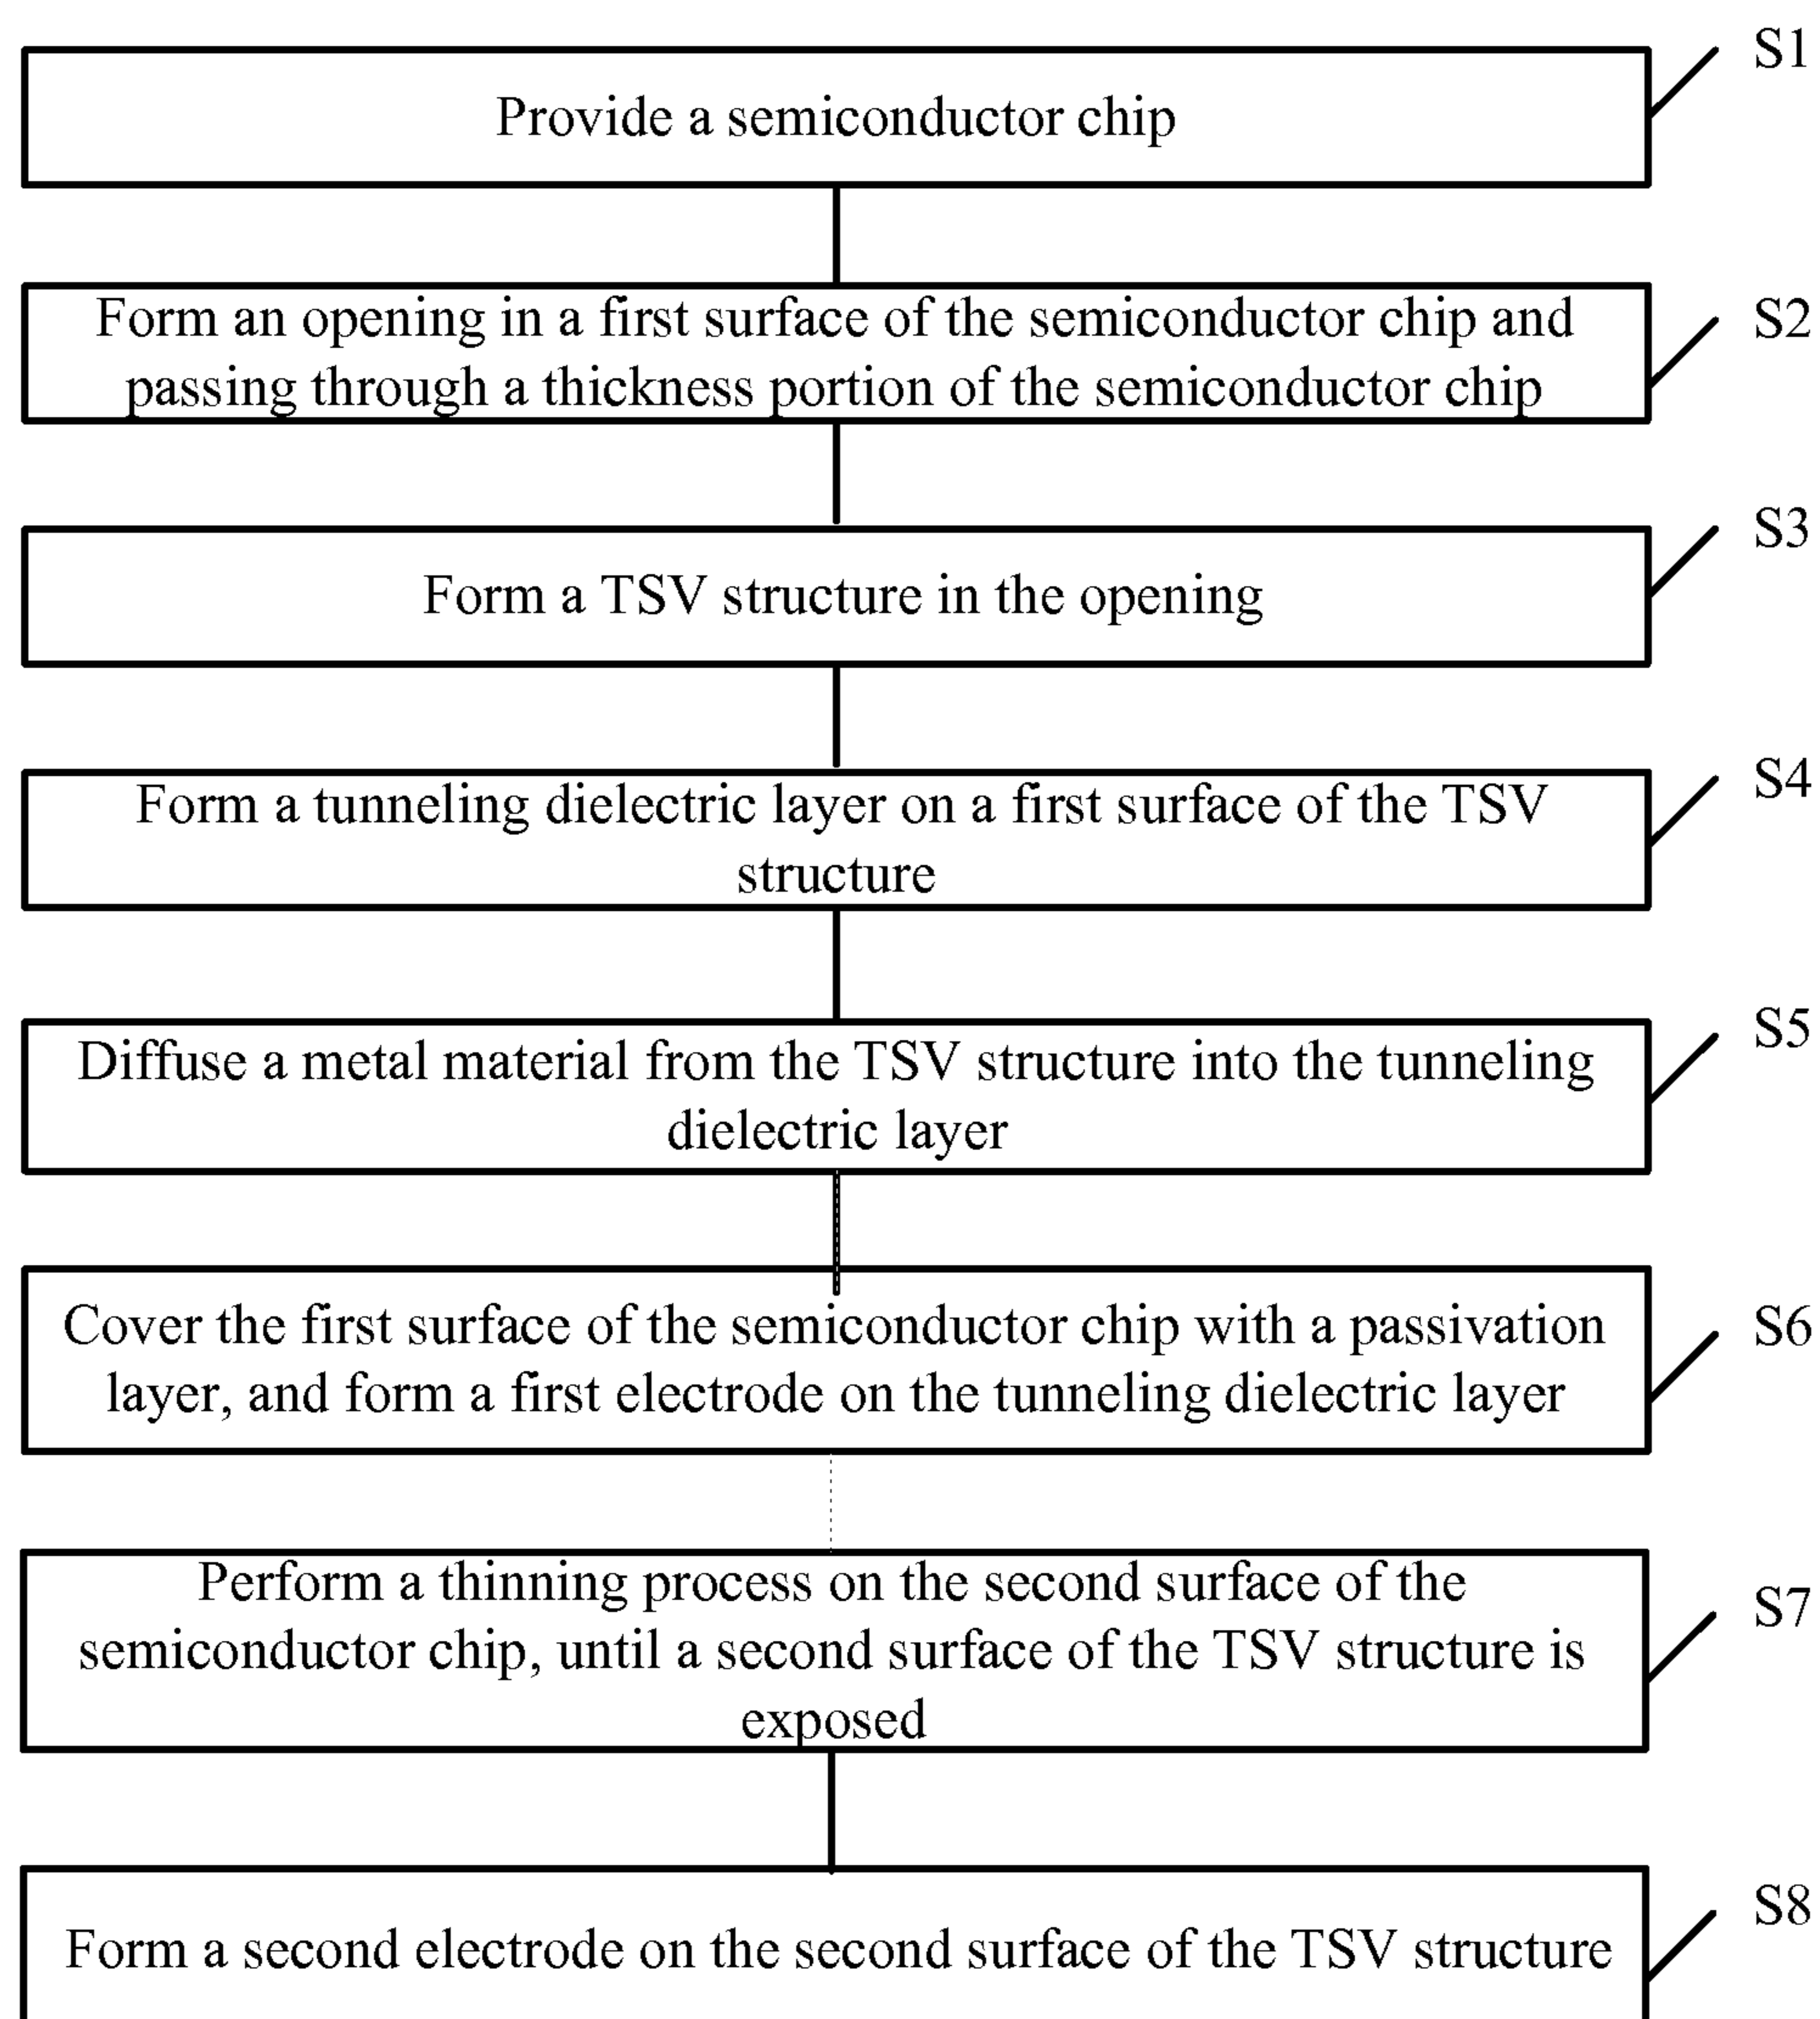 S1
Provide a semiconductor chip
S2
Form an opening in a first surface of the semiconductor chip and
passing through a thickness portion of the semiconductor chip
S3
Form a TSV structure in the opening
S4
Form a tunneling dielectric layer on a first surface of the TSV
structure
S5
Diffuse a metal material from the TSV structure into the tunneling
dielectric layer
S6
Cover the first surface of the semiconductor chip with a passivation
layer, and form a first electrode on the tunneling dielectric layer
S7
Perform a thinning process on the second surface of the
semiconductor chip, until a second surface of the TSV structure is
exposed
S8
Form a second electrode on the second surface of the TSV structure